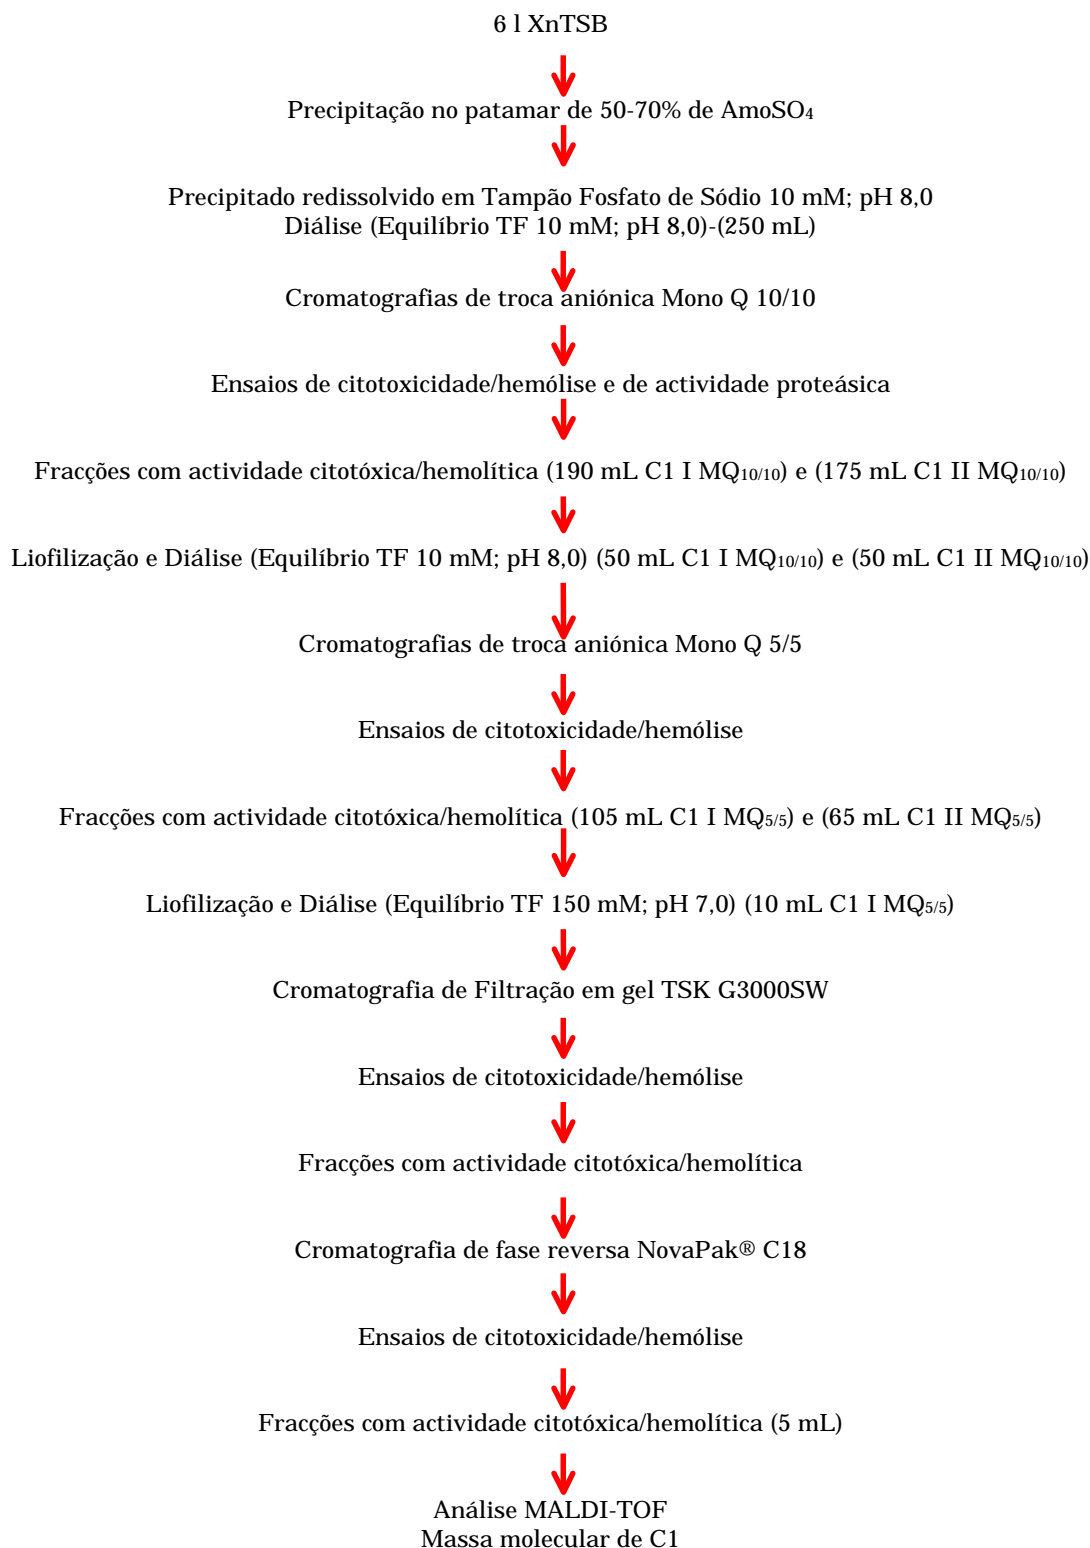 6 l XnTSB
Precipitação no patamar de 50-70% de AmoSO₄
Precipitado redissolvido em Tampão Fosfato de Sódio 10 mM; pH 8,0
Diálise (Equilíbrio TF 10 mM; pH 8,0)-(250 mL)
Cromatografias de troca aniónica Mono Q 10/10
Ensaios de citotoxicidade/hemólise e de actividade proteásica
Fracções com actividade citotóxica/hemolítica (190 mL C1 I MQ10/10) e (175 mL C1 II MQ10/10)
Liofilização e Diálise (Equilíbrio TF 10 mM; pH 8,0) (50 mL C1 I MQ10/10) e (50 mL C1 II MQ10/10)
Cromatografias de troca aniónica Mono Q 5/5
Ensaios de citotoxicidade/hemólise
Fracções com actividade citotóxica/hemolítica (105 mL C1 I MQ5/5) e (65 mL C1 II MQ5/5)
Liofilização e Diálise (Equilíbrio TF 150 mM; pH 7,0) (10 mL C1 I MQ5/5)
Cromatografia de Filtração em gel TSK G3000SW
Ensaios de citotoxicidade/hemólise
Fracções com actividade citotóxica/hemolítica
Cromatografia de fase reversa NovaPak® C18
Ensaios de citotoxicidade/hemólise
Fracções com actividade citotóxica/hemolítica (5 mL)
Análise MALDI-TOF
Massa molecular de C1